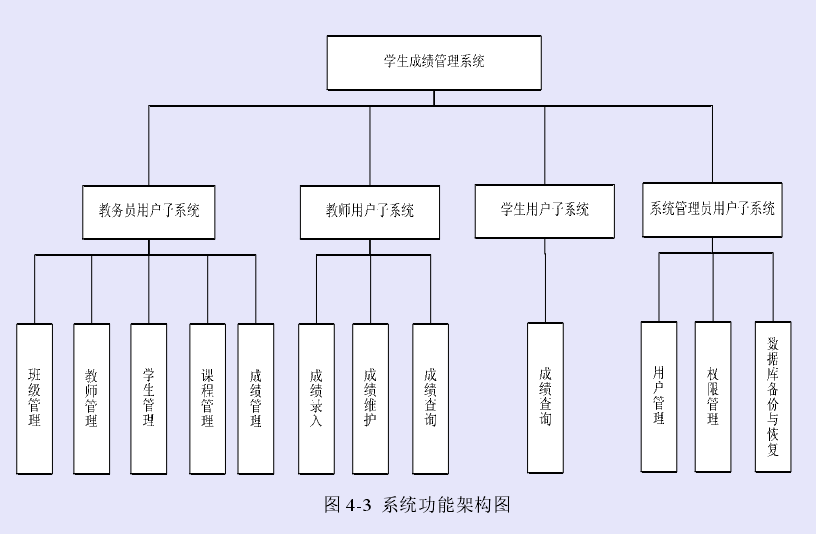 学生成绩管理系统
教务员用户子系统
教师用户子系统
学生用户子系统
系统管理员用户子系统
班级管理
教师管理
学生管理
课程管理
成绩管理
成绩录入
成绩维护
成绩查询
成绩查询
用户管理
权限管理
数据库备份与恢复
图 4-3 系统功能架构图